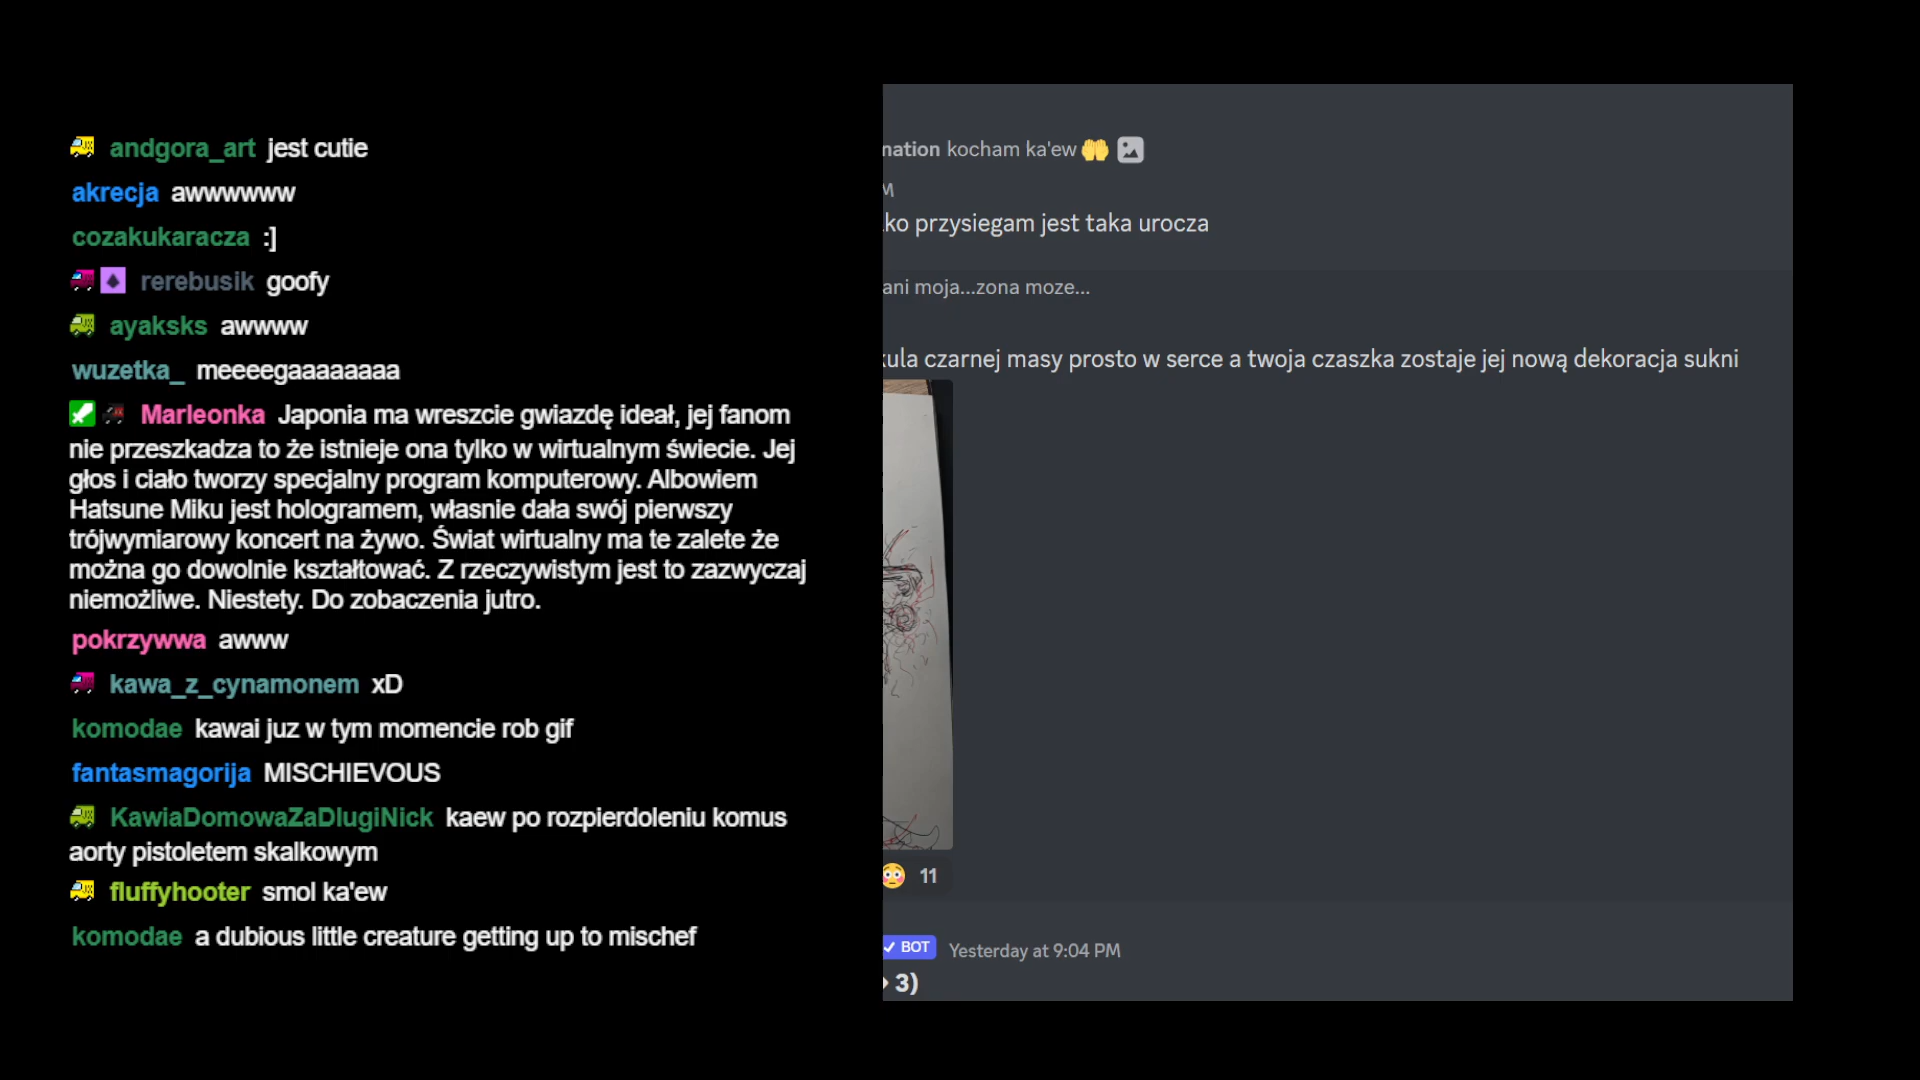 andgora_art jest cutie
akrecja awwwwww
cozakukaracza :]
rerebusik goofy
ayaksks awwww
wuzetka_ meeeegaaaaaaaa
Marleonka Japonia ma wreszcie gwiazdę ideał, jej fanom
nie przeszkadza to że istnieje ona tylko w wirtualnym świecie. Jej
głos i ciało tworzy specjalny program komputerowy. Albowiem
Hatsune Miku jest hologramem, własnie dała swój pierwszy
trójwymiarowy koncert na żywo. Świat wirtualny ma te zalete że
można go dowolnie kształtować. Z rzeczywistym jest to zazwyczaj
niemożliwe. Niestety. Do zobaczenia jutro.
pokrzywwa awww
kawa_z_cynamonem xD
komodae kawai juz w tym momencie rob gif
fantasmagorija MISCHIEVOUS
KawiaDomowaZaDlugiNick kaew po rozpierdoleniu komus
aorty pistoletem skalkowym
fluffyhooter smol ka'ew
komodae a dubious little creature getting up to mischef
nation kocham ka'ew
M
ko przysiegam jest taka urocza
ani moja...zona moze...
kula czarnej masy prosto w serce a twoja czaszka zostaje jej nową dekoracja sukni
11
BOT Yesterday at 9:04 PM
3)